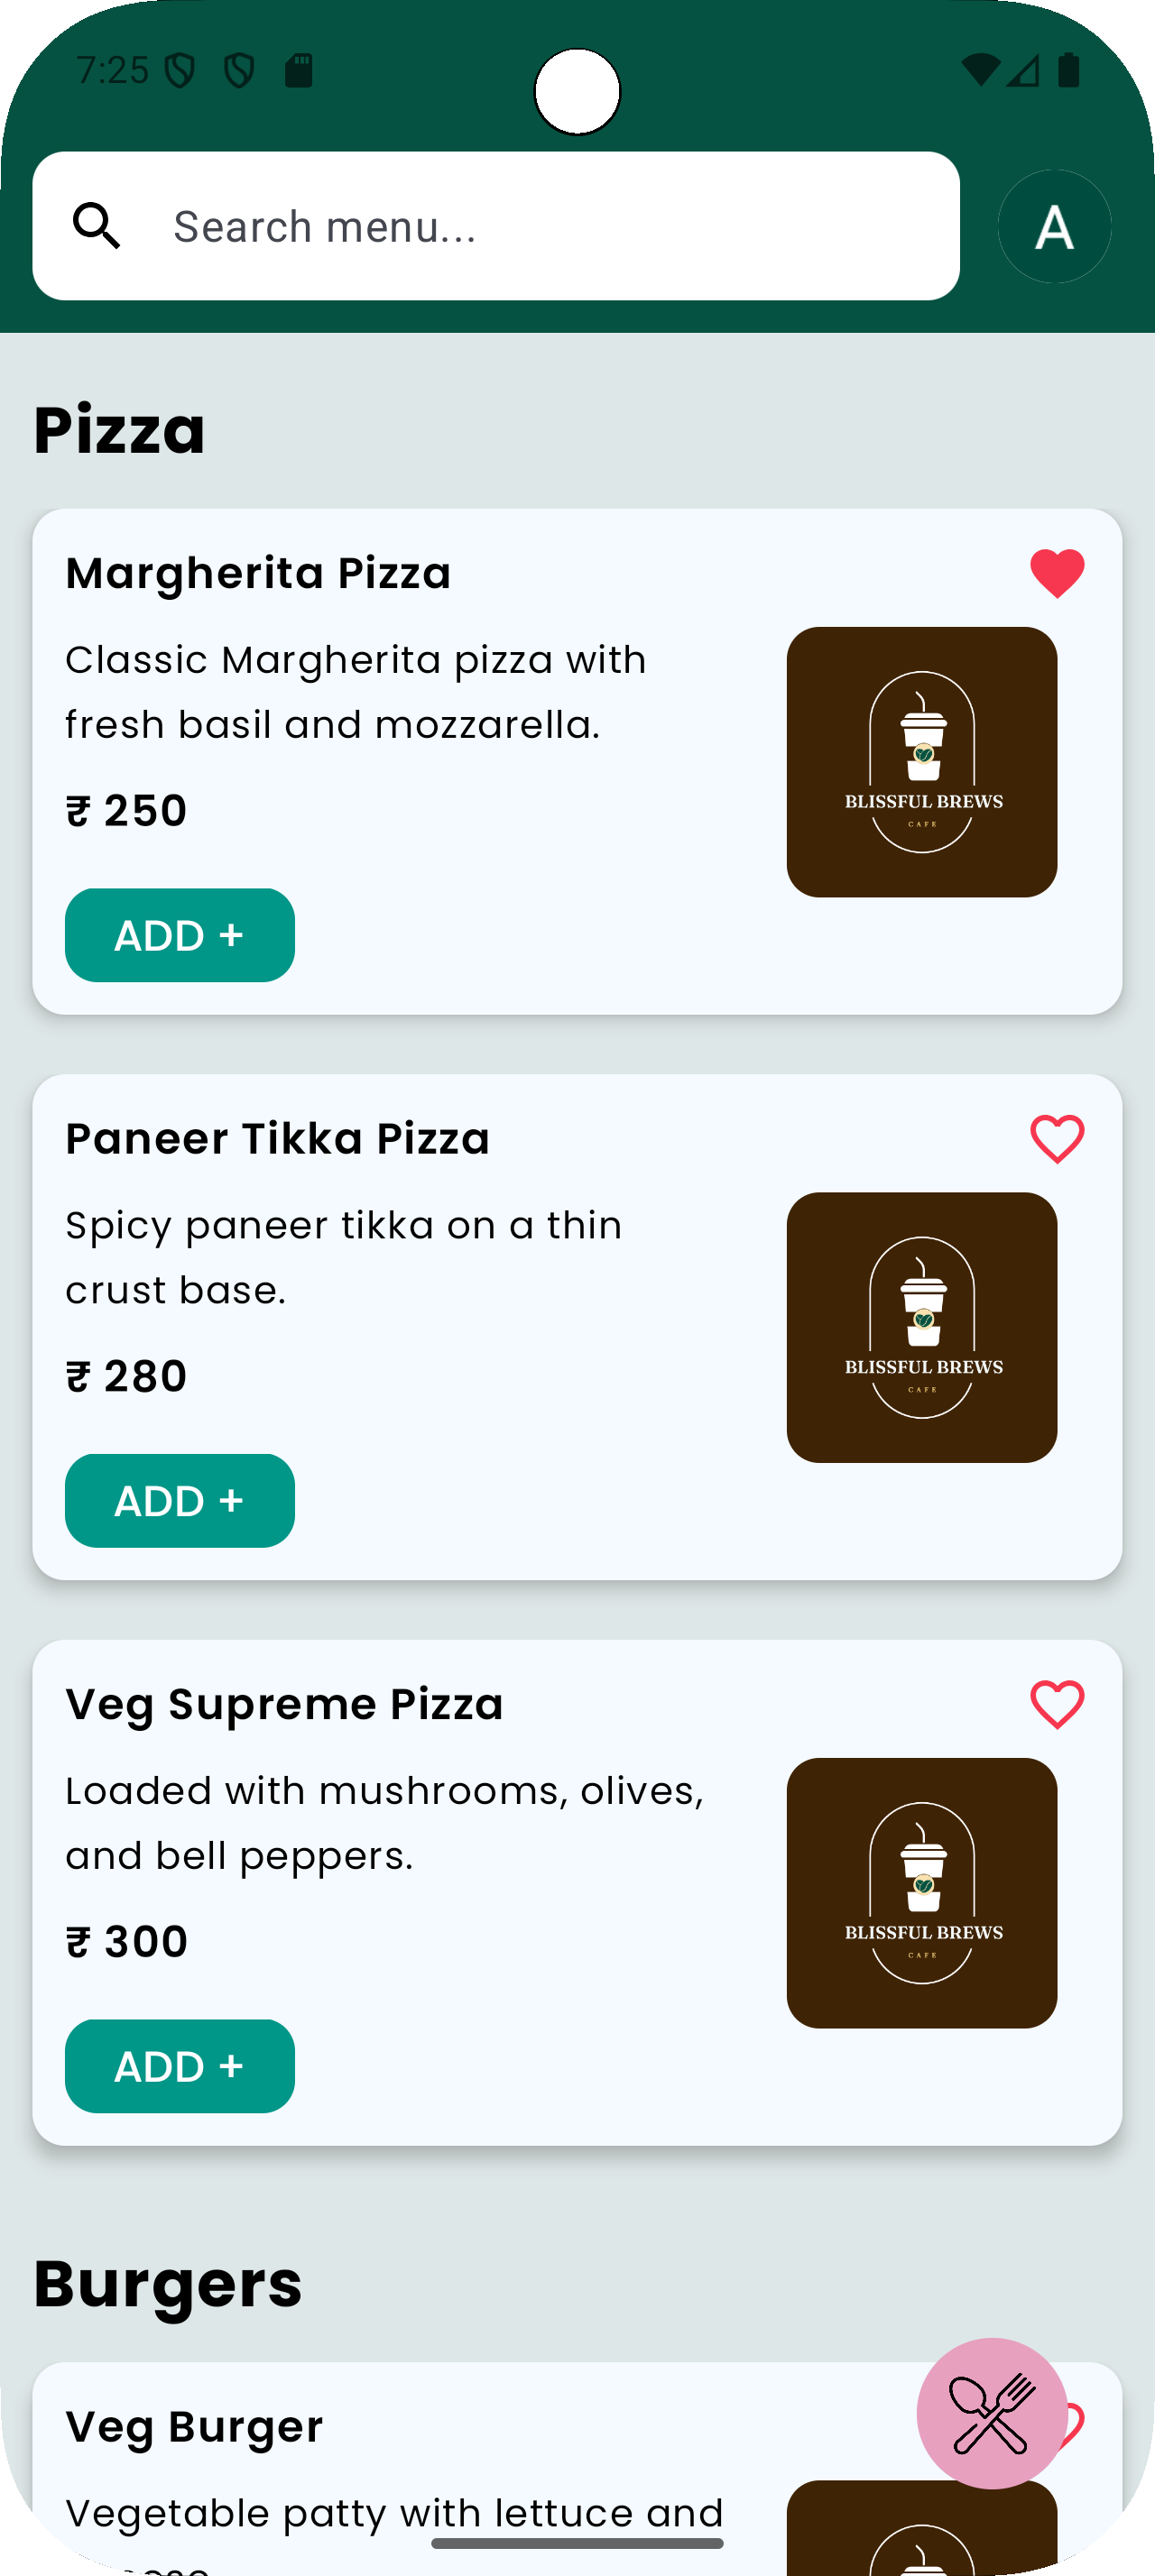 7:25
Search menu...
A
Pizza
Margherita Pizza
Classic Margherita pizza with
fresh basil and mozzarella.
₹ 250
ADD +
BLISSFUL BREWS
CAFE
Paneer Tikka Pizza
Spicy paneer tikka on a thin
crust base.
₹ 280
ADD +
BLISSFUL BREWS
CAFE
Veg Supreme Pizza
Loaded with mushrooms, olives,
and bell peppers.
₹ 300
ADD +
BLISSFUL BREWS
CAFE
Burgers
Veg Burger
Vegetable patty with lettuce and